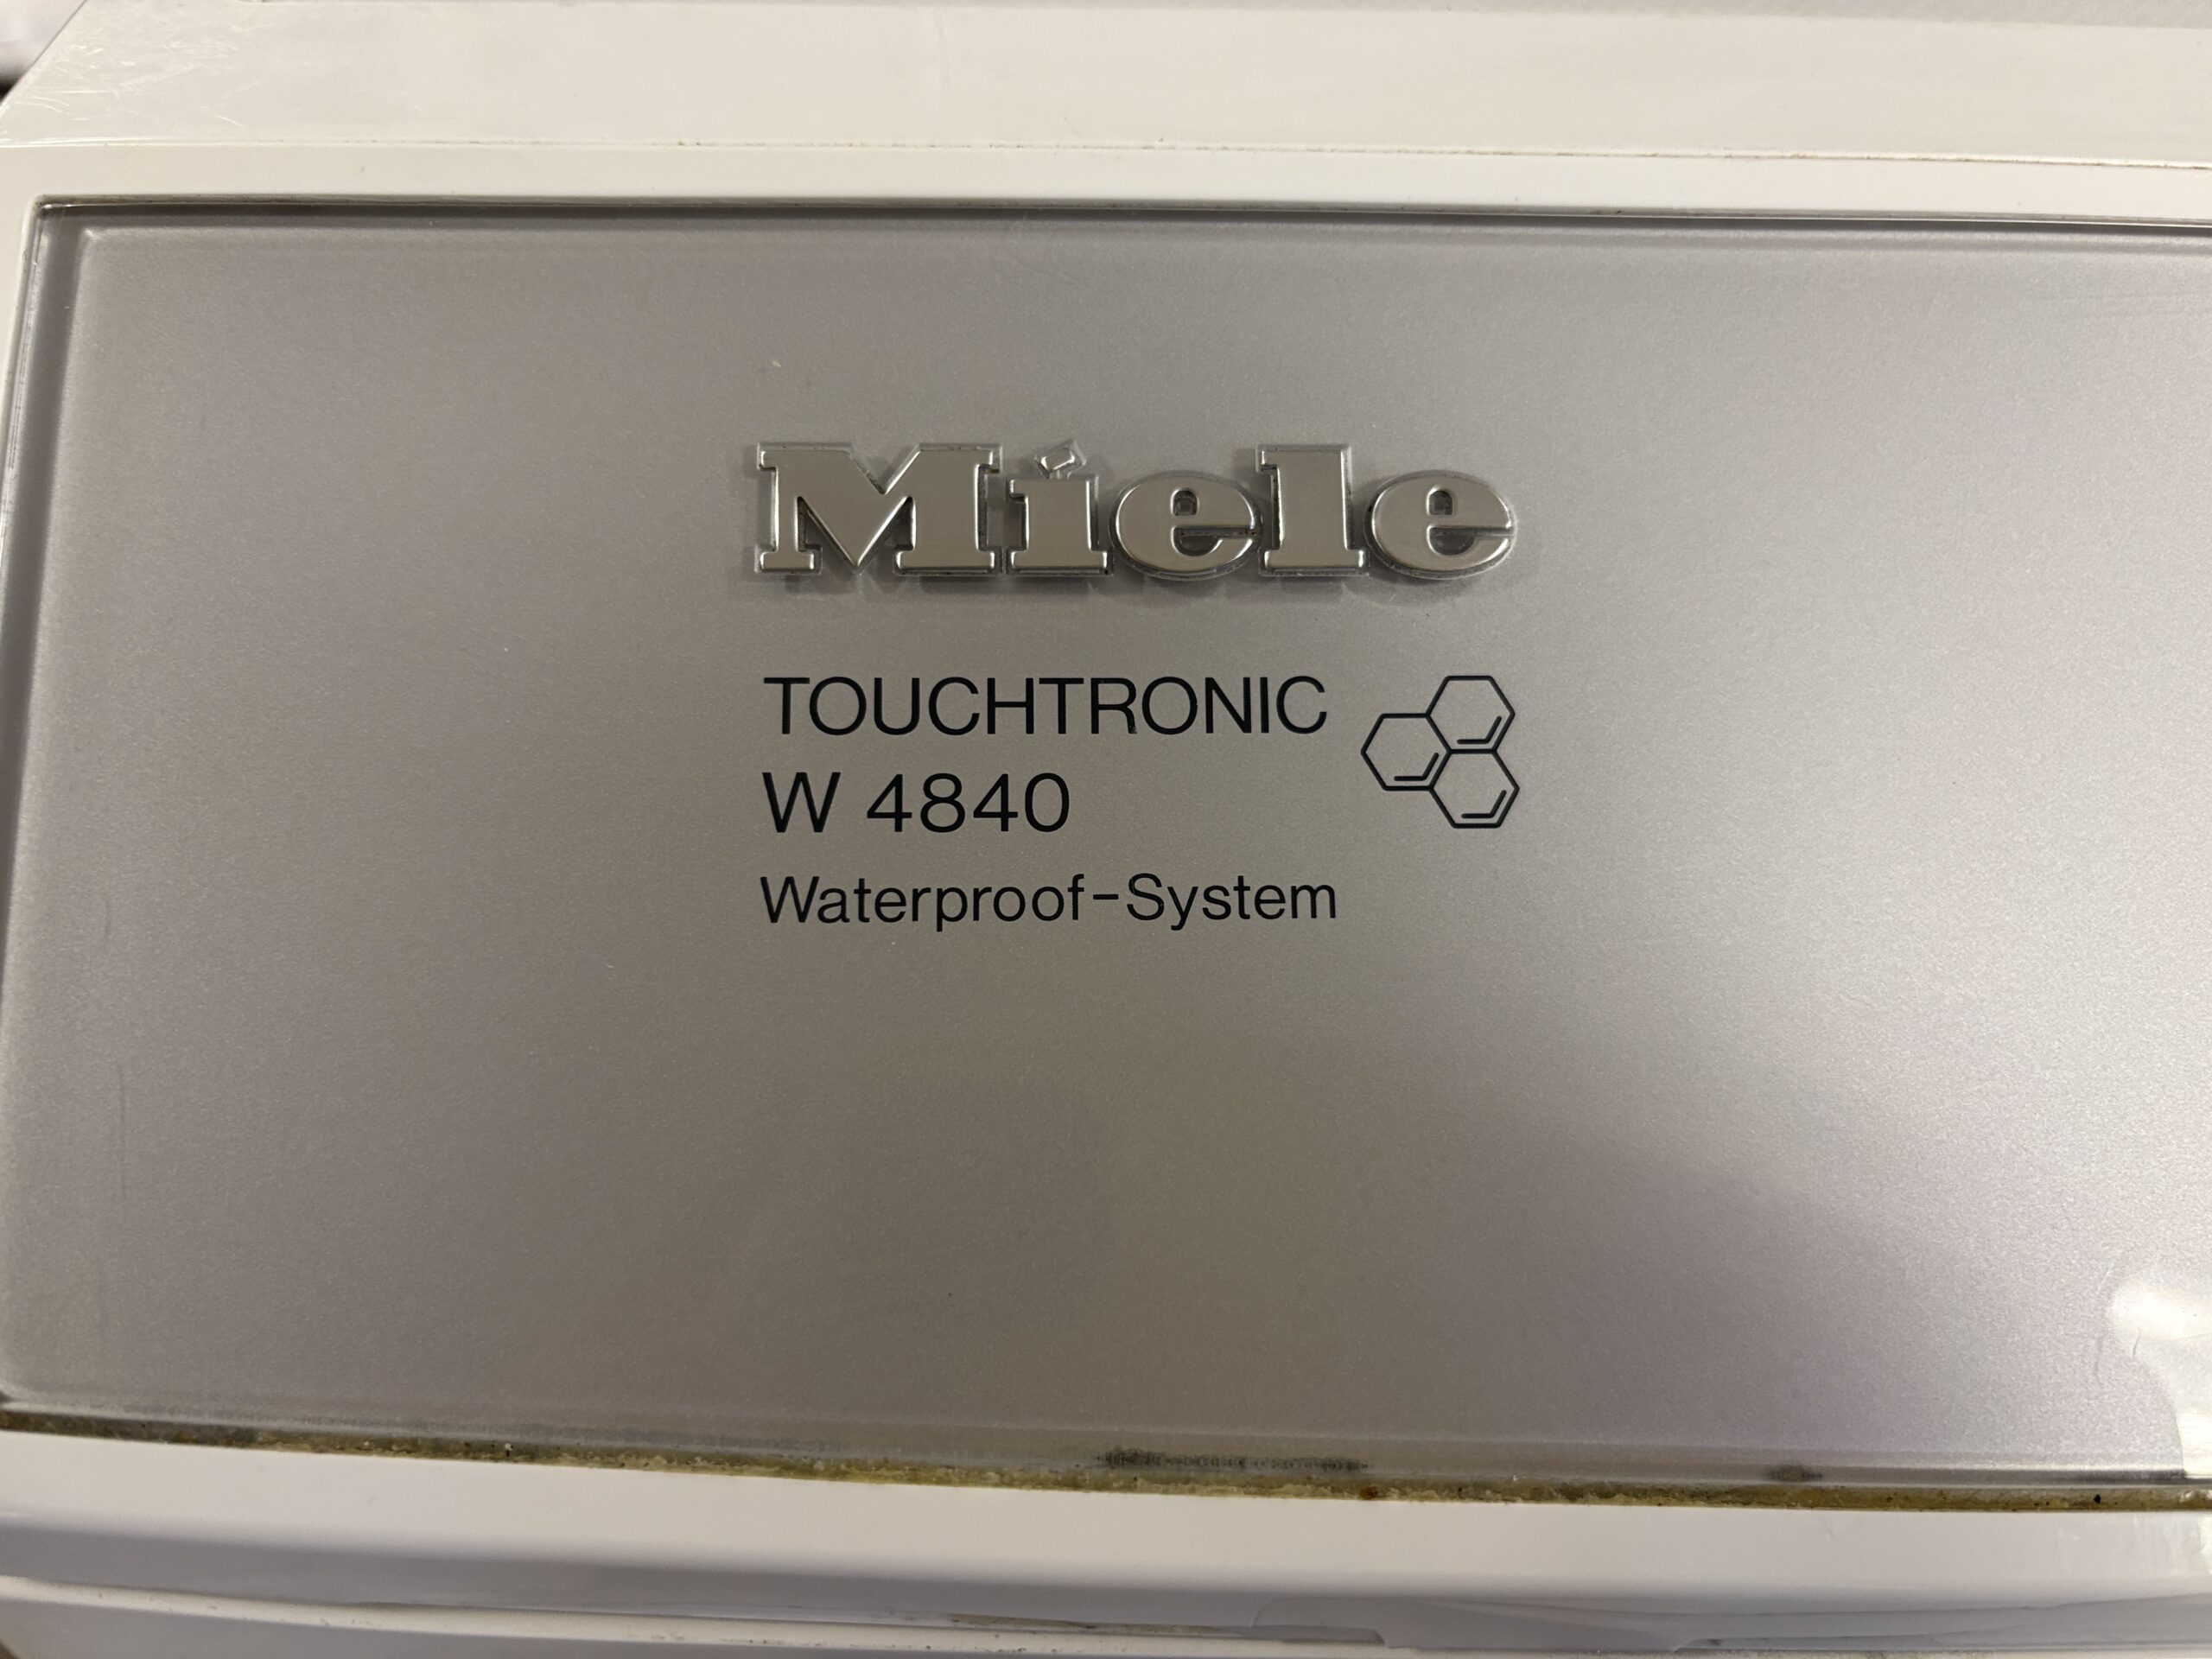 Miele
TOUCHTRONIC
W 4840
Waterproof-System